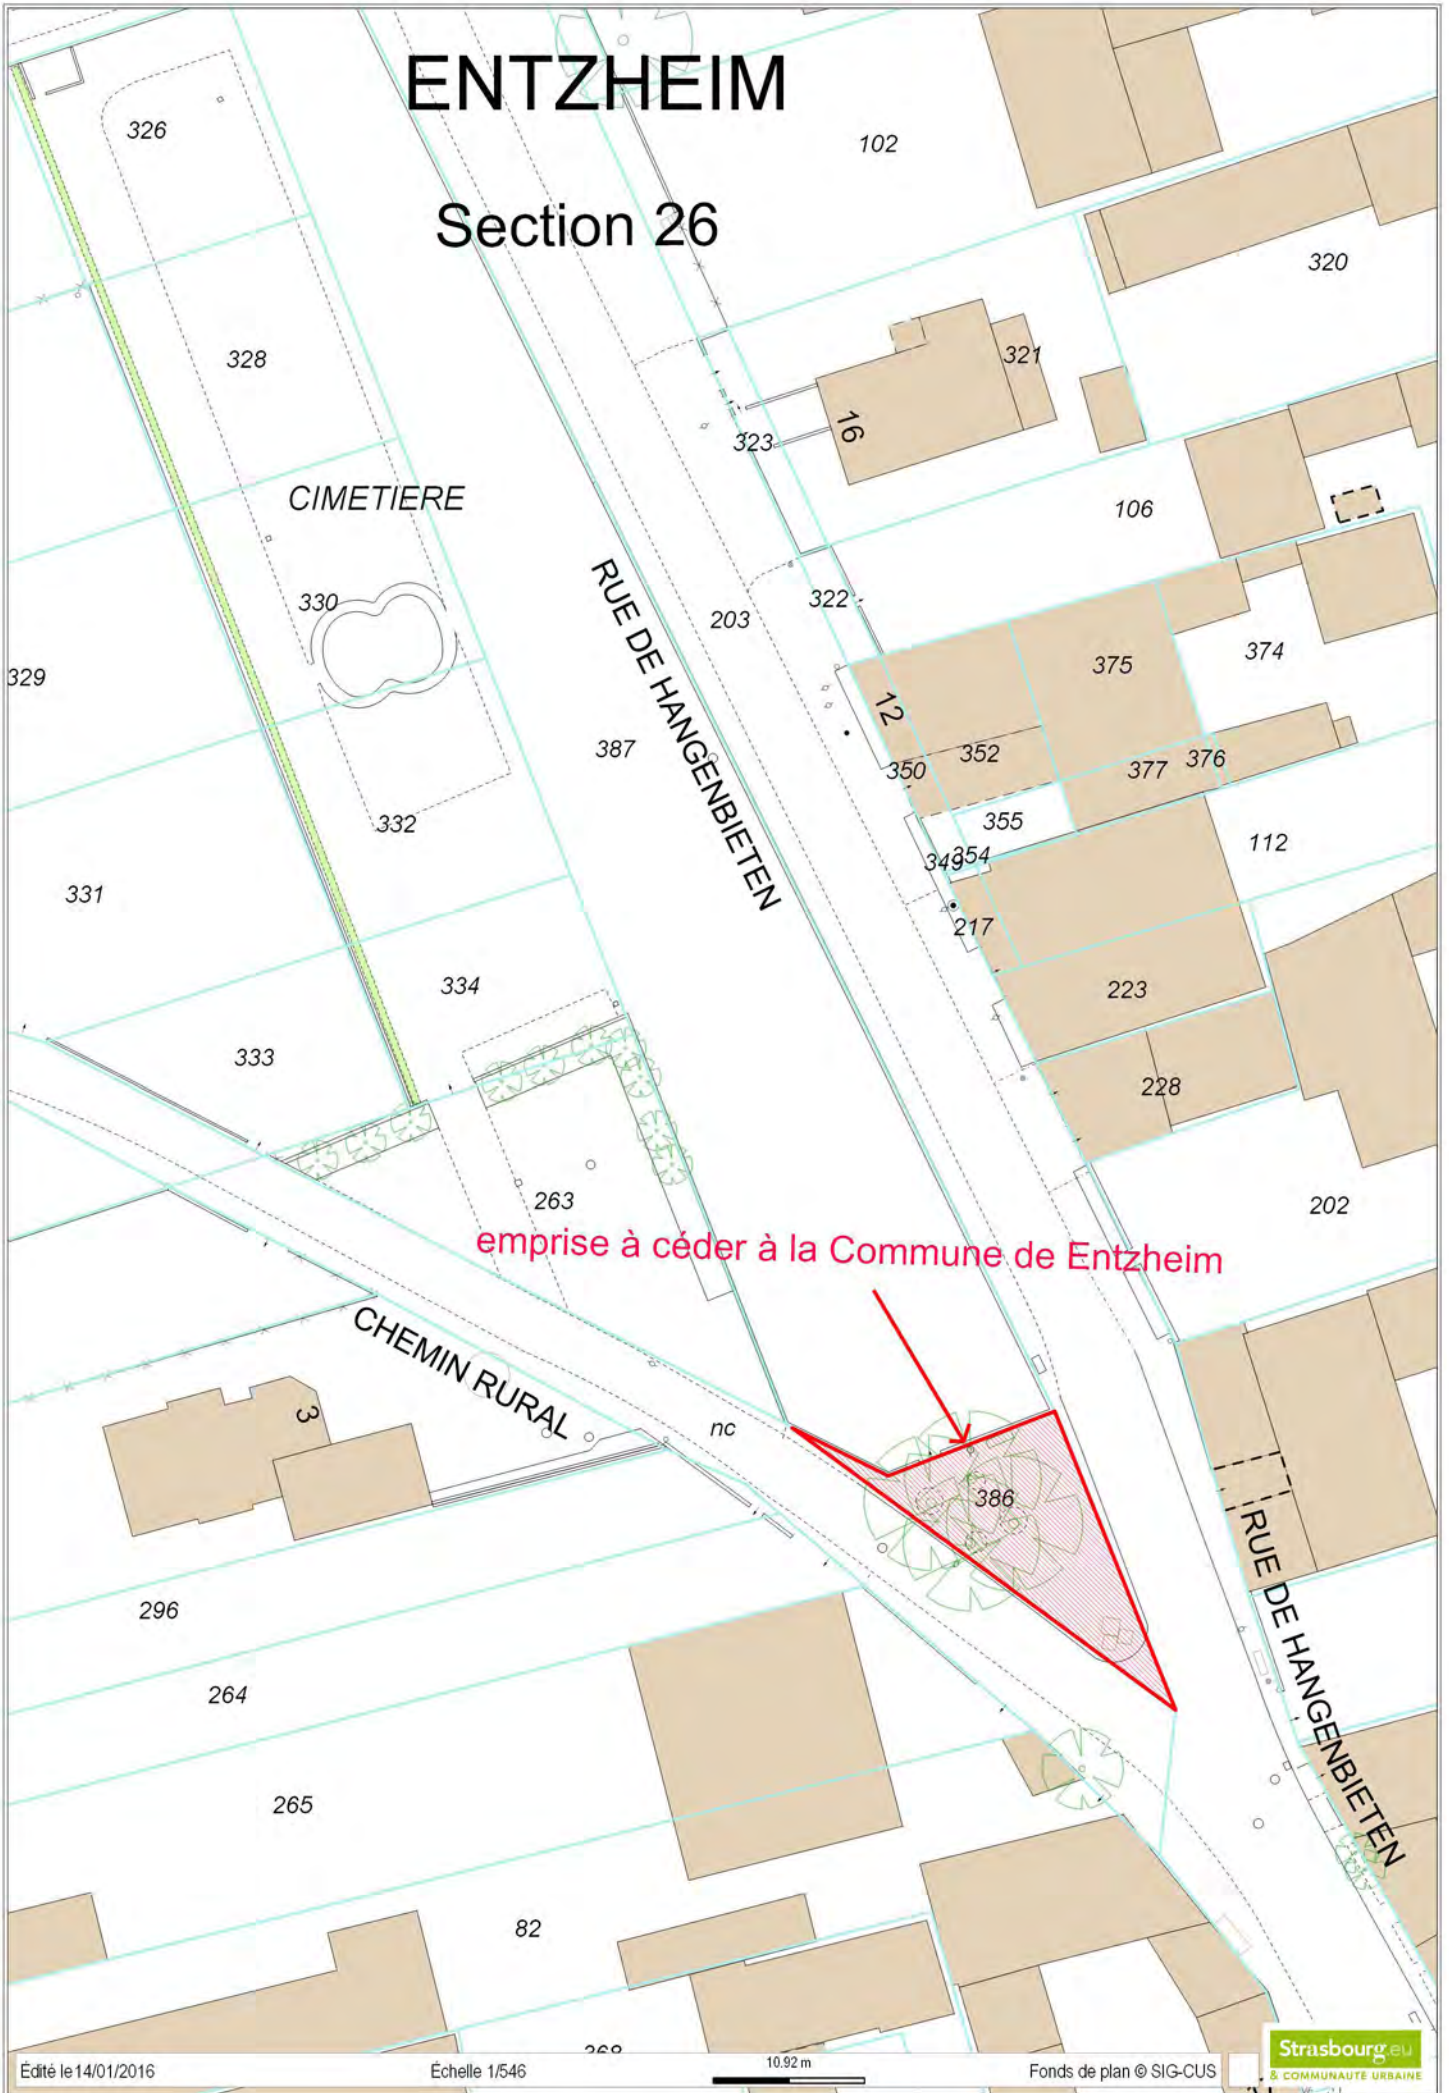 ENTZHEIM
Section 26
326
102
320
328
321
16
323
CIMETIERE
106
330
322
203
RUE DE HANGENBIETEN
375
374
329
12
387
350
352
377
376
332
355
349
354
112
331
217
334
223
333
228
263
202
emprise à céder à la Commune de Entzheim
CHEMIN RURAL
3
nc
386
RUE DE HANGENBIETEN
296
264
265
82
Édité le 14/01/2016
Échelle 1/546
10.92 m
Fonds de plan © SIG-CUS
Strasbourg.eu
& COMMUNAUTÉ URBAINE